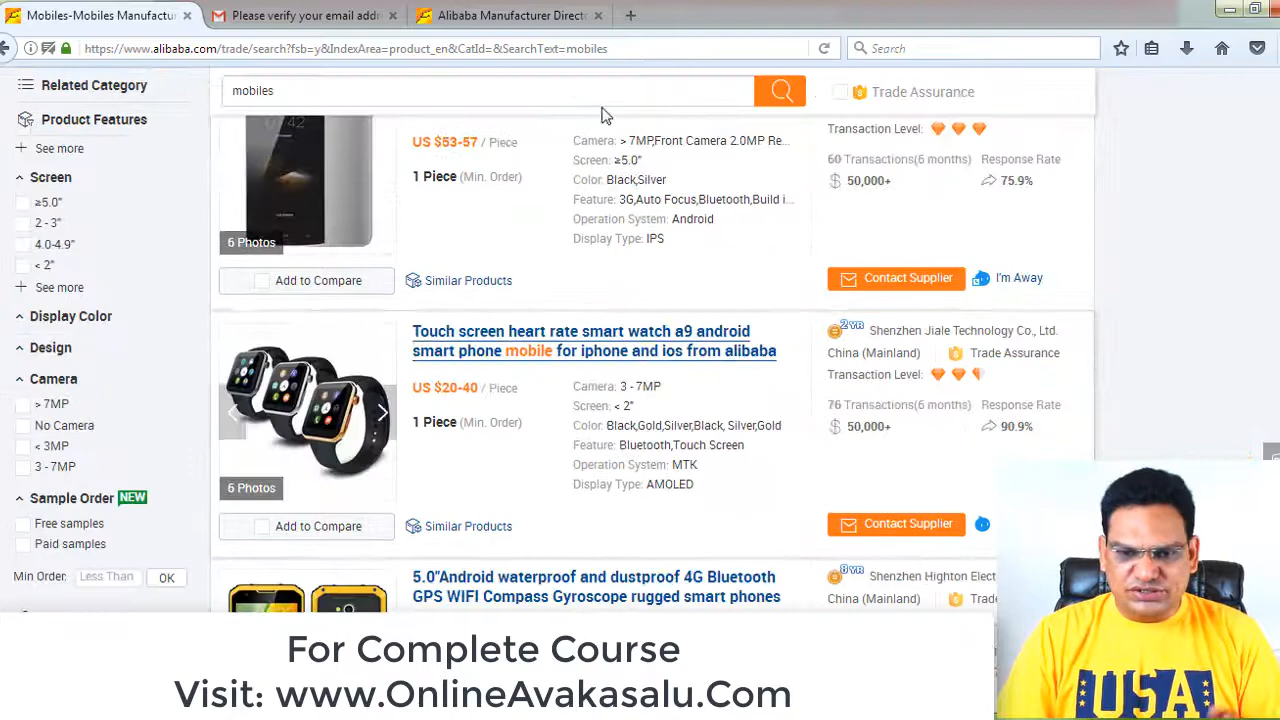 Mobiles-Mobiles Manufactur
Please verify your email addr
Alibaba Manufacturer Direct
https://www.alibaba.com/trade/search?fsb=y&IndexArea=product_en&CatId=&SearchText=mobiles
Search
Related Category
Product Features
See more
Screen
≥5.0"
2 - 3"
4.0-4.9"
< 2"
See more
Display Color
Design
Camera
> 7MP
No Camera
< 3MP
3 - 7MP
Sample Order NEW
Free samples
Paid samples
Min Order: Less Than OK
mobiles
Trade Assurance
US $53-57 / Piece
1 Piece (Min. Order)
Camera: > 7MP,Front Camera 2.0MP Re...
Screen: ≥5.0"
Color: Black,Silver
Feature: 3G,Auto Focus,Bluetooth,Build i...
Operation System: Android
Display Type: IPS
Transaction Level:
60 Transactions(6 months) Response Rate
50,000+ 75.9%
6 Photos
Add to Compare
Similar Products
Contact Supplier
I'm Away
Touch screen heart rate smart watch a9 android
smart phone mobile for iphone and ios from alibaba
US $20-40 / Piece
1 Piece (Min. Order)
Camera: 3 - 7MP
Screen: < 2"
Color: Black,Gold,Silver,Black, Silver,Gold
Feature: Bluetooth,Touch Screen
Operation System: MTK
Display Type: AMOLED
2YR Shenzhen Jiale Technology Co., Ltd.
China (Mainland) Trade Assurance
Transaction Level:
76 Transactions(6 months) Response Rate
50,000+ 90.9%
6 Photos
Add to Compare
Similar Products
Contact Supplier
5.0"Android waterproof and dustproof 4G Bluetooth
GPS WIFI Compass Gyroscope rugged smart phones
8YR Shenzhen Highton Elect
China (Mainland) Trade
For Complete Course
Visit: www.OnlineAvakasalu.Com
USA